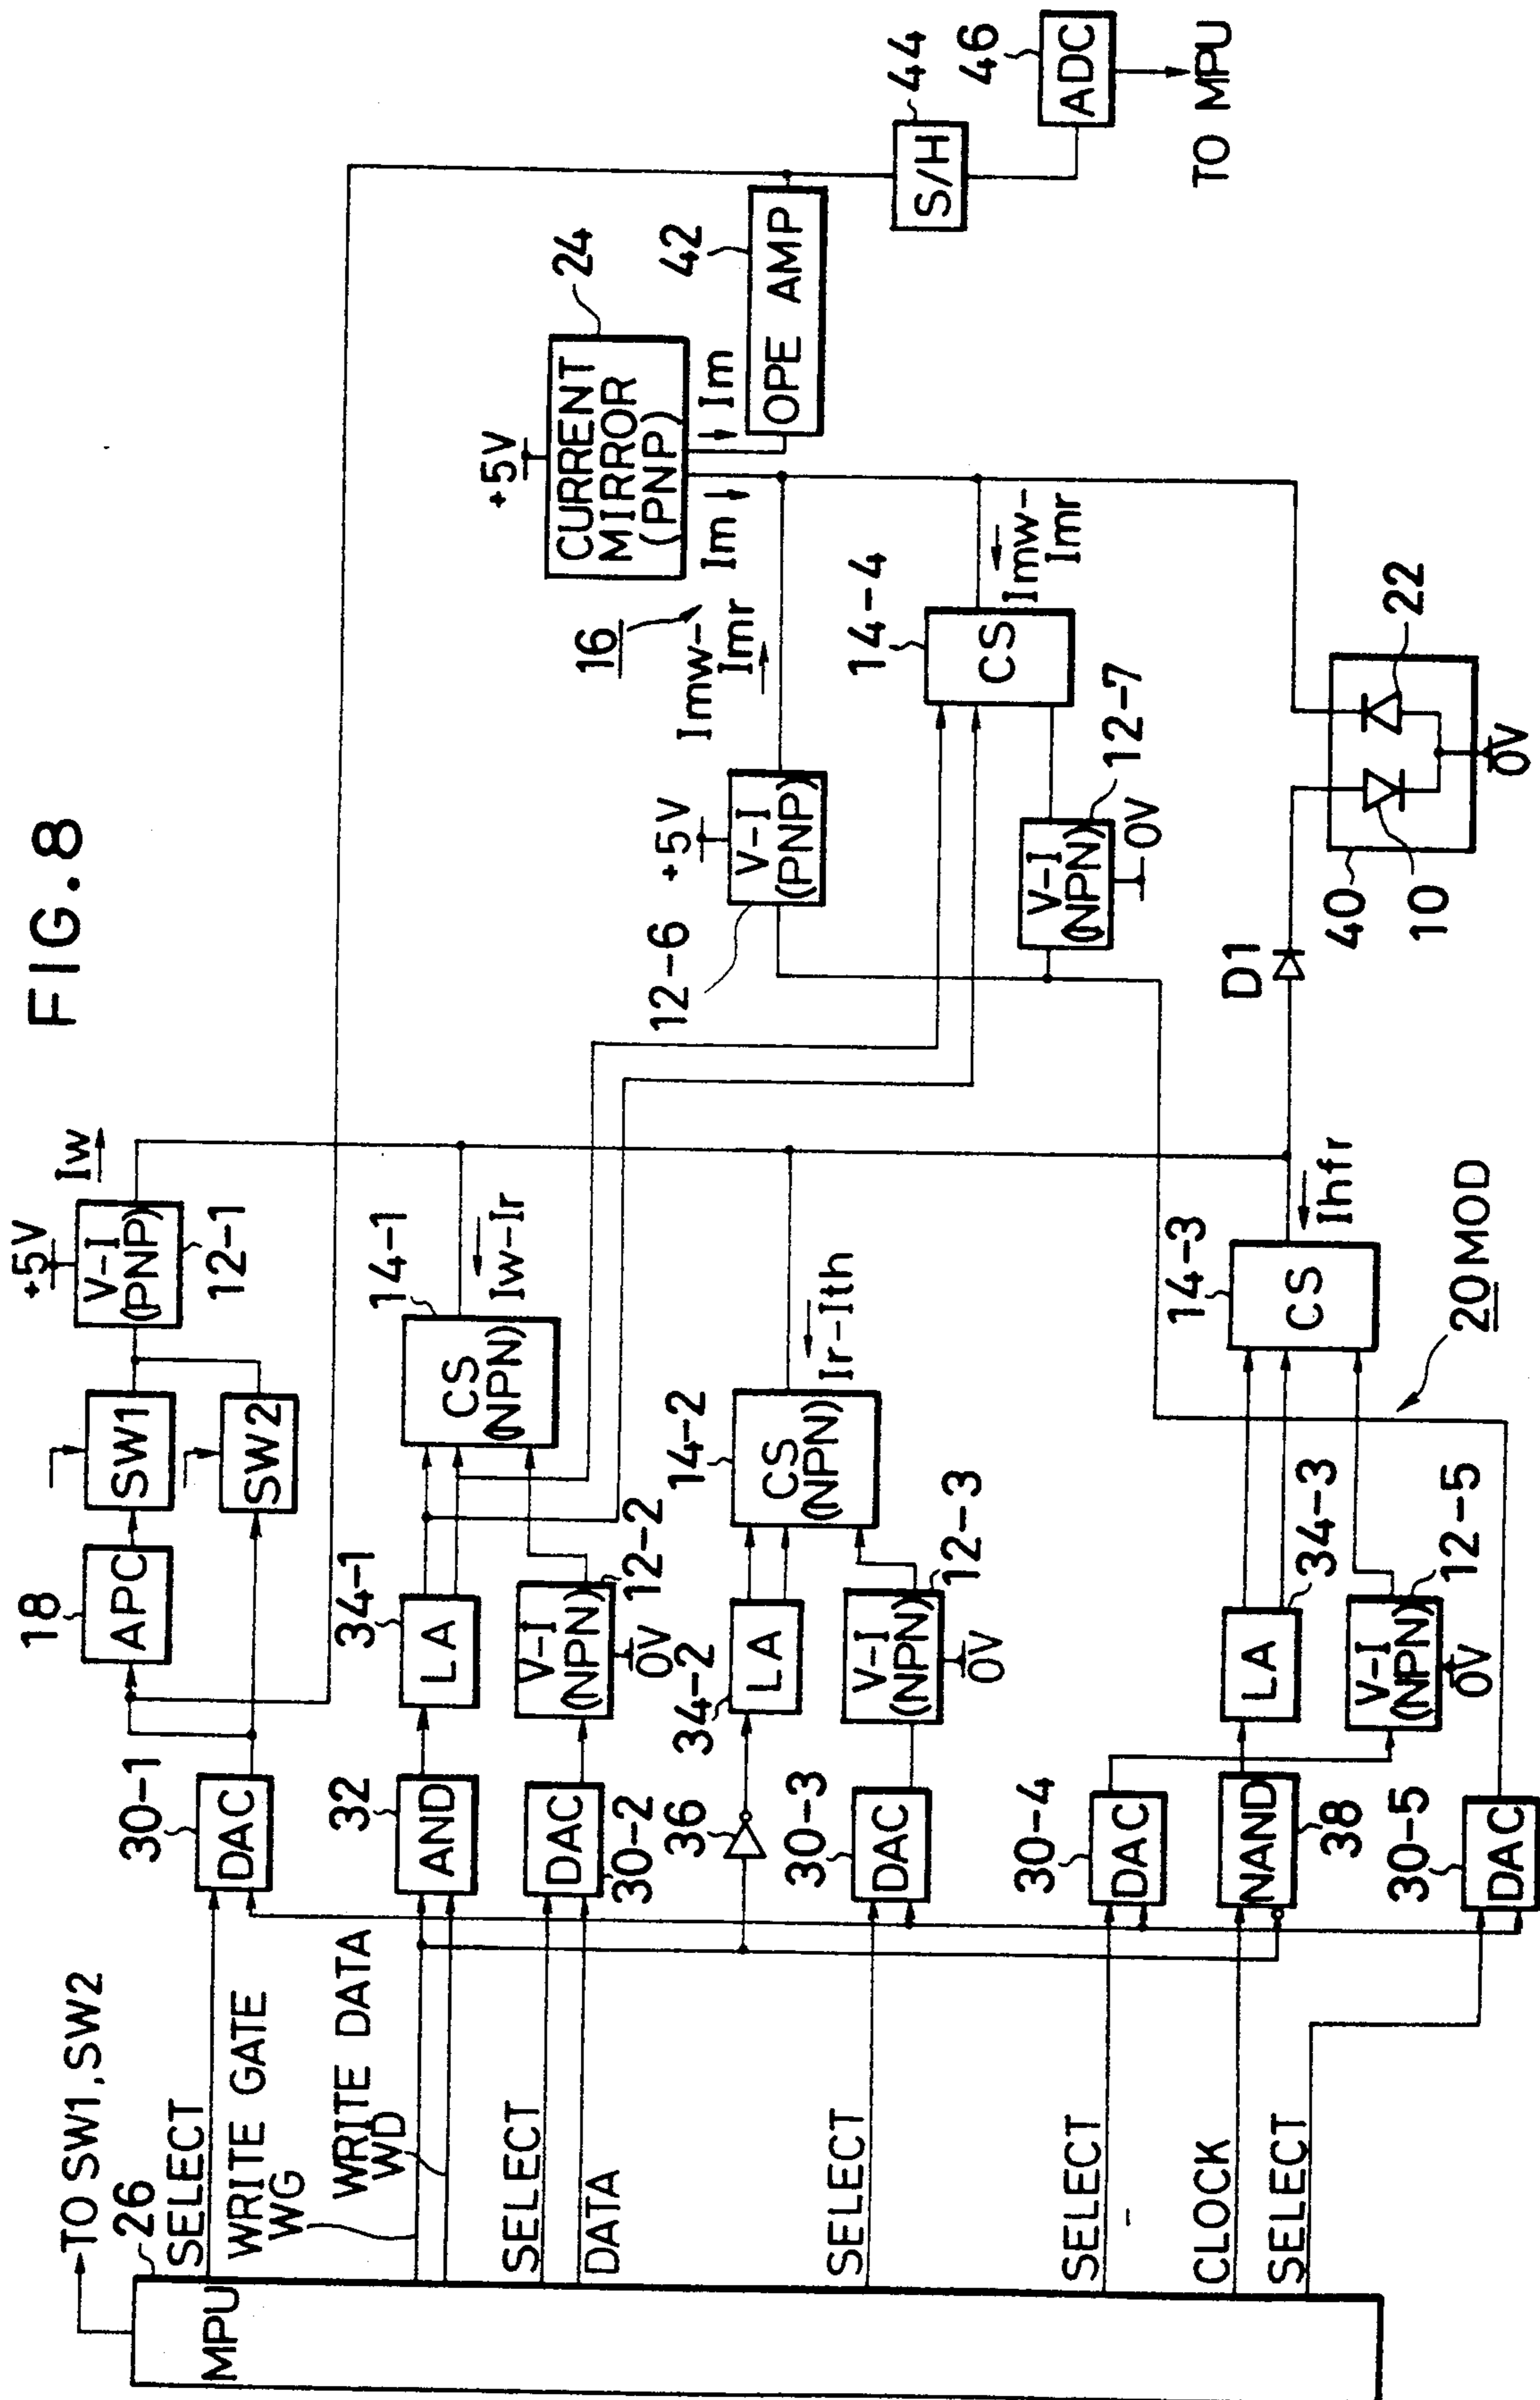 FIG. 8
TO SW1, SW2
26
MPU
SELECT
WRITE GATE
WG
WRITE DATA
WD
SELECT
DATA
SELECT
SELECT
CLOCK
SELECT
30-1
DAC
32
AND
DAC
30-2
36
30-3
DAC
30-4
DAC
NAND
38
30-5
DAC
18
APC
SW1
SW2
+5V
V-I
(PNP)
12-1
Iw
34-1
LA
V-I
(NPN)
12-2
0V
CS
(NPN)
14-1
Iw-Ir
34-2
LA
V-I
(NPN)
12-3
0V
14-2
CS
(NPN)
Ir-Ith
LA
34-3
V-I
(NPN)
12-5
0V
14-3
CS
Ihfr
20 MOD
12-6
+5V
V-I
(PNP)
Imw-
Imr
16
V-I
(NPN)
12-7
0V
14-4
CS
Imw-
Imr
+5V
CURRENT
MIRROR
(PNP)
24
Im
Im
42
OPE AMP
44
S/H
46
ADC
TO MPU
D1
40
10
22
0V